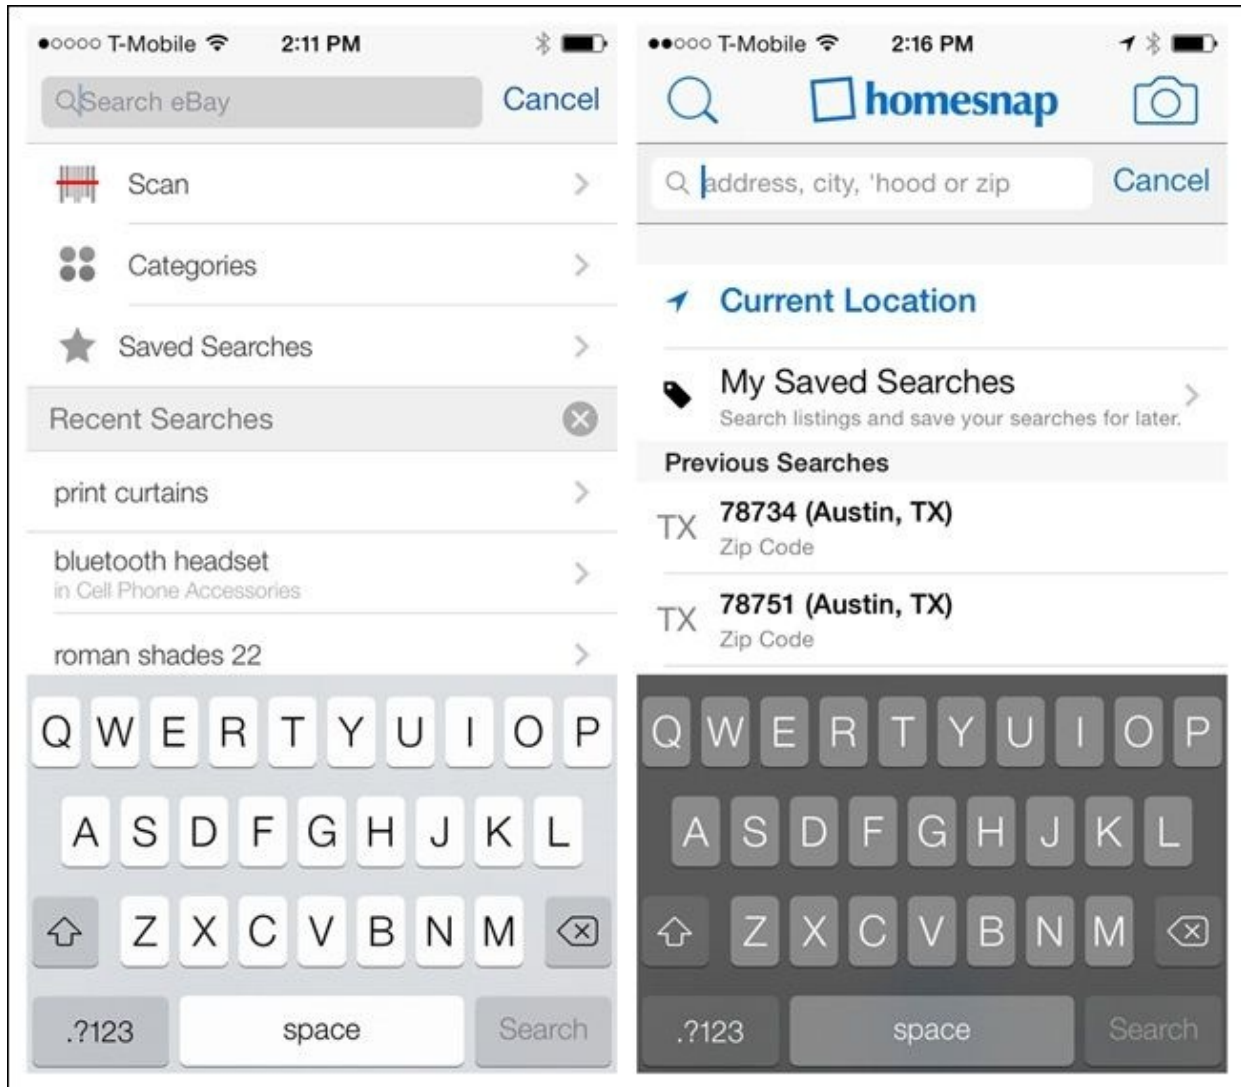 T-Mobile 2:11 PM
Search eBay Cancel
Scan
Categories
Saved Searches
Recent Searches
print curtains
bluetooth headset
in Cell Phone Accessories
roman shades 22
Q W E R T Y U I O P
A S D F G H J K L
Z X C V B N M
.?123 space Search
T-Mobile 2:16 PM
homesnap
address, city, 'hood or zip Cancel
Current Location
My Saved Searches
Search listings and save your searches for later.
Previous Searches
TX 78734 (Austin, TX)
Zip Code
TX 78751 (Austin, TX)
Zip Code
Q W E R T Y U I O P
A S D F G H J K L
Z X C V B N M
.?123 space Search